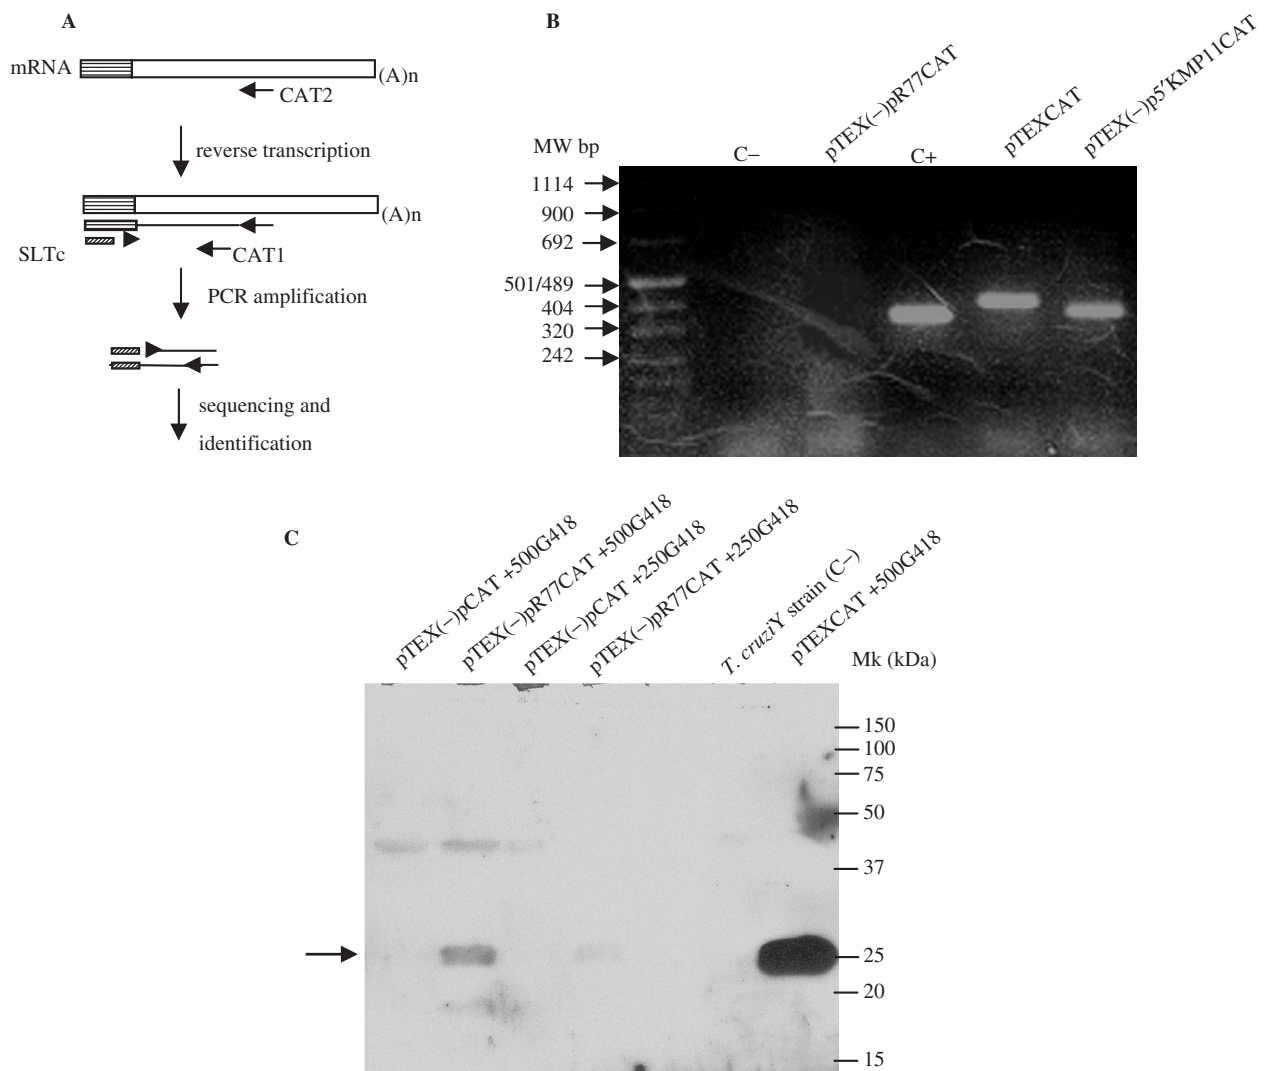 A
mRNA
(A)n
CAT2
reverse transcription
(A)n
SLTc
CAT1
PCR amplification
sequencing and
identification
B
MW bp
C−
pTEX(−)pR77CAT
C+
pTEXCAT
pTEX(−)p5′KMP11CAT
1114
900
692
501/489
404
320
242
C
pTEX(−)pCAT +500G418
pTEX(−)pR77CAT +500G418
pTEX(−)pCAT +250G418
pTEX(−)pR77CAT +250G418
T. cruziY strain (C−)
pTEXCAT +500G418
Mk (kDa)
150
100
75
50
37
25
20
15